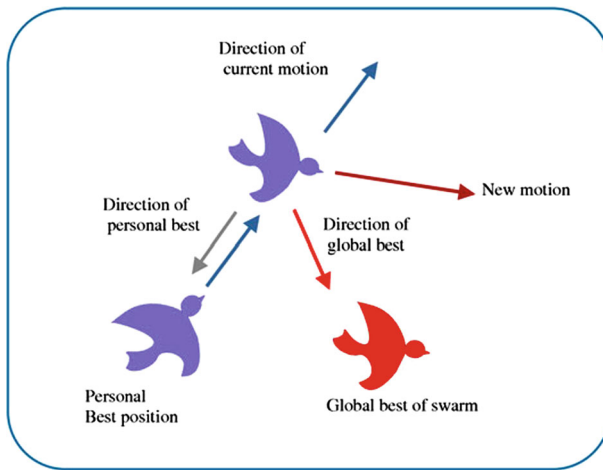 Direction of
current motion
New motion
Direction of
personal best
Direction of
global best
Personal
Best position
Global best of swarm